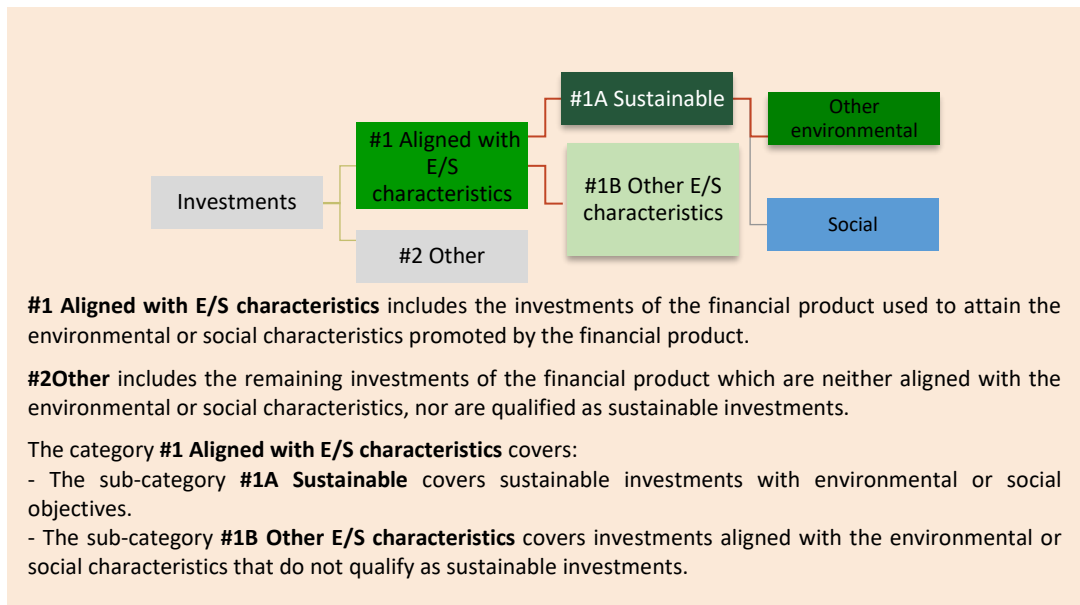 #1A Sustainable
Other
environmental
#1 Aligned with
E/S
characteristics
#1B Other E/S
characteristics
Investments
Social
#2 Other
#1 Aligned with E/S characteristics includes the investments of the financial product used to attain the
environmental or social characteristics promoted by the financial product.
#2Other includes the remaining investments of the financial product which are neither aligned with the
environmental or social characteristics, nor are qualified as sustainable investments.
The category #1 Aligned with E/S characteristics covers:
- The sub-category #1A Sustainable covers sustainable investments with environmental or social
objectives.
- The sub-category #1B Other E/S characteristics covers investments aligned with the environmental or
social characteristics that do not qualify as sustainable investments.